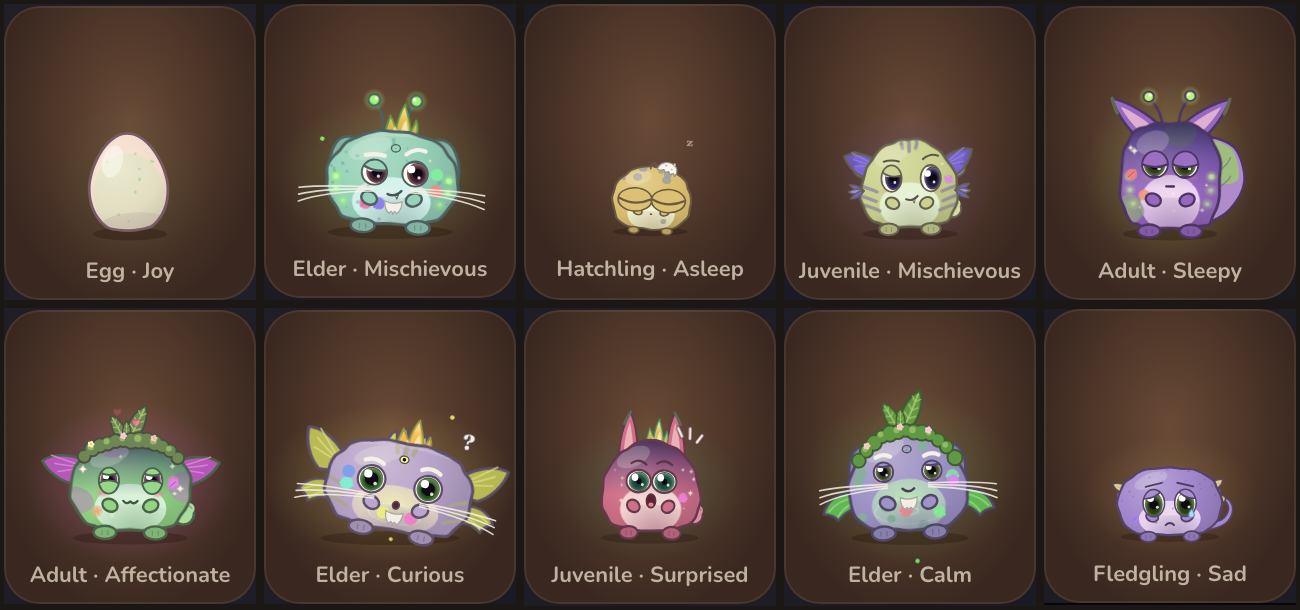 z
Egg · Joy
Elder · Mischievous
Hatchling · Asleep
Juvenile · Mischievous
Adult · Sleepy
?
Adult · Affectionate
Elder · Curious
Juvenile · Surprised
Elder · Calm
Fledgling · Sad